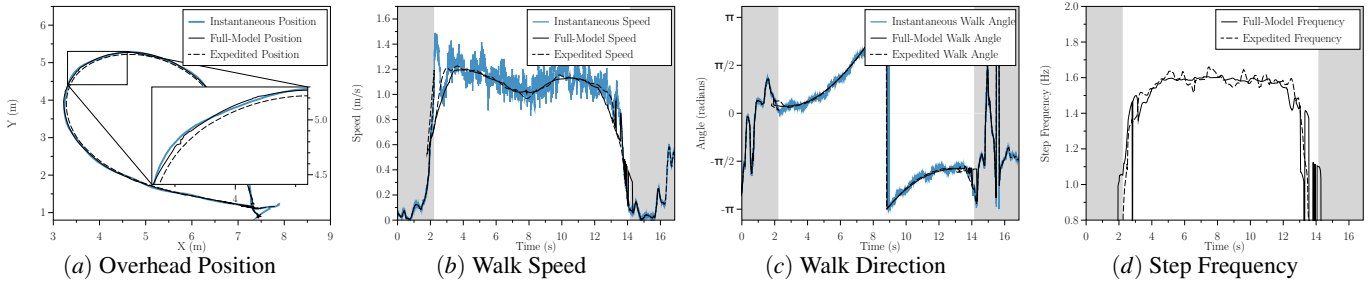 Instantaneous Position
Full-Model Position
Expedited Position
Y (m)
6
5
4
3
2
1
5.0
4.5
4
3 4 5 6 7 8 9
X (m)
(a) Overhead Position
Instantaneous Speed
Full-Model Speed
Expedited Speed
Speed (m/s)
1.6
1.4
1.2
1.0
0.8
0.6
0.4
0.2
0
0 2 4 6 8 10 12 14 16
Time (s)
(b) Walk Speed
Instantaneous Walk Angle
Full-Model Walk Angle
Expedited Walk Angle
Angle (radians)
π
π/2
0
-π/2
-π
0 2 4 6 8 10 12 14 16
Time (s)
(c) Walk Direction
Full-Model Frequency
Expedited Frequency
Step Frequency (Hz)
1.8
1.6
1.4
1.2
1.0
0.8
0 2 4 6 8 10 12 14 16
Time (s)
(d) Step Frequency